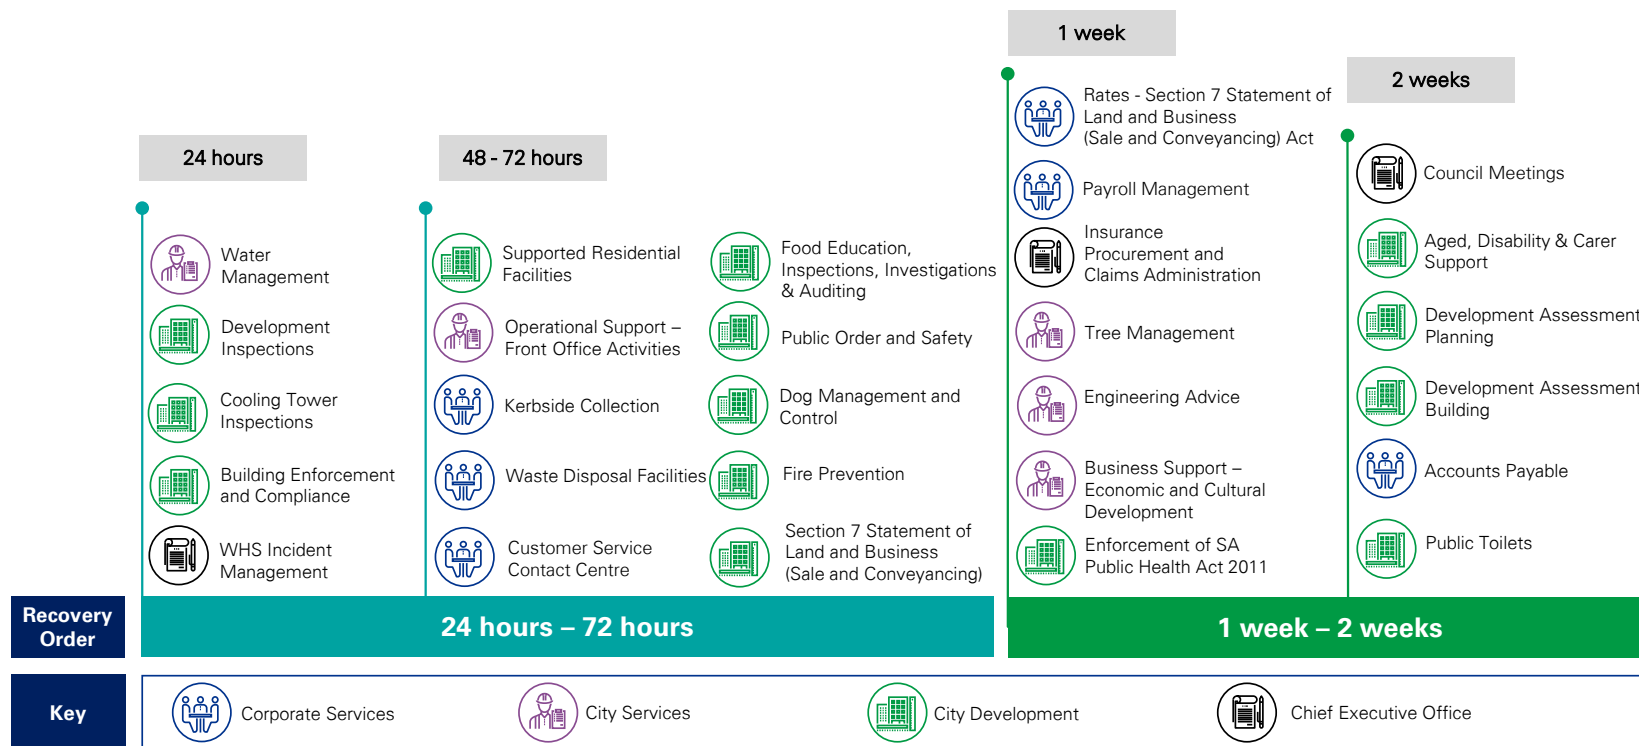 24 hours
Water
Management
Development
Inspections
Cooling Tower
Inspections
Building Enforcement
and Compliance
WHS Incident
Management
48 - 72 hours
Supported Residential
Facilities
Operational Support –
Front Office Activities
Kerbside Collection
Waste Disposal Facilities
Customer Service
Contact Centre
Food Education,
Inspections, Investigations
& Auditing
Public Order and Safety
Dog Management and
Control
Fire Prevention
Section 7 Statement of
Land and Business
(Sale and Conveyancing)
1 week
Rates - Section 7 Statement of
Land and Business
(Sale and Conveyancing) Act
Payroll Management
Insurance
Procurement and
Claims Administration
Tree Management
Engineering Advice
Business Support –
Economic and Cultural
Development
Enforcement of SA
Public Health Act 2011
2 weeks
Council Meetings
Aged, Disability & Carer
Support
Development Assessment
Planning
Development Assessment
Building
Accounts Payable
Public Toilets
Recovery
Order
24 hours – 72 hours
1 week – 2 weeks
Key
Corporate Services
City Services
City Development
Chief Executive Office